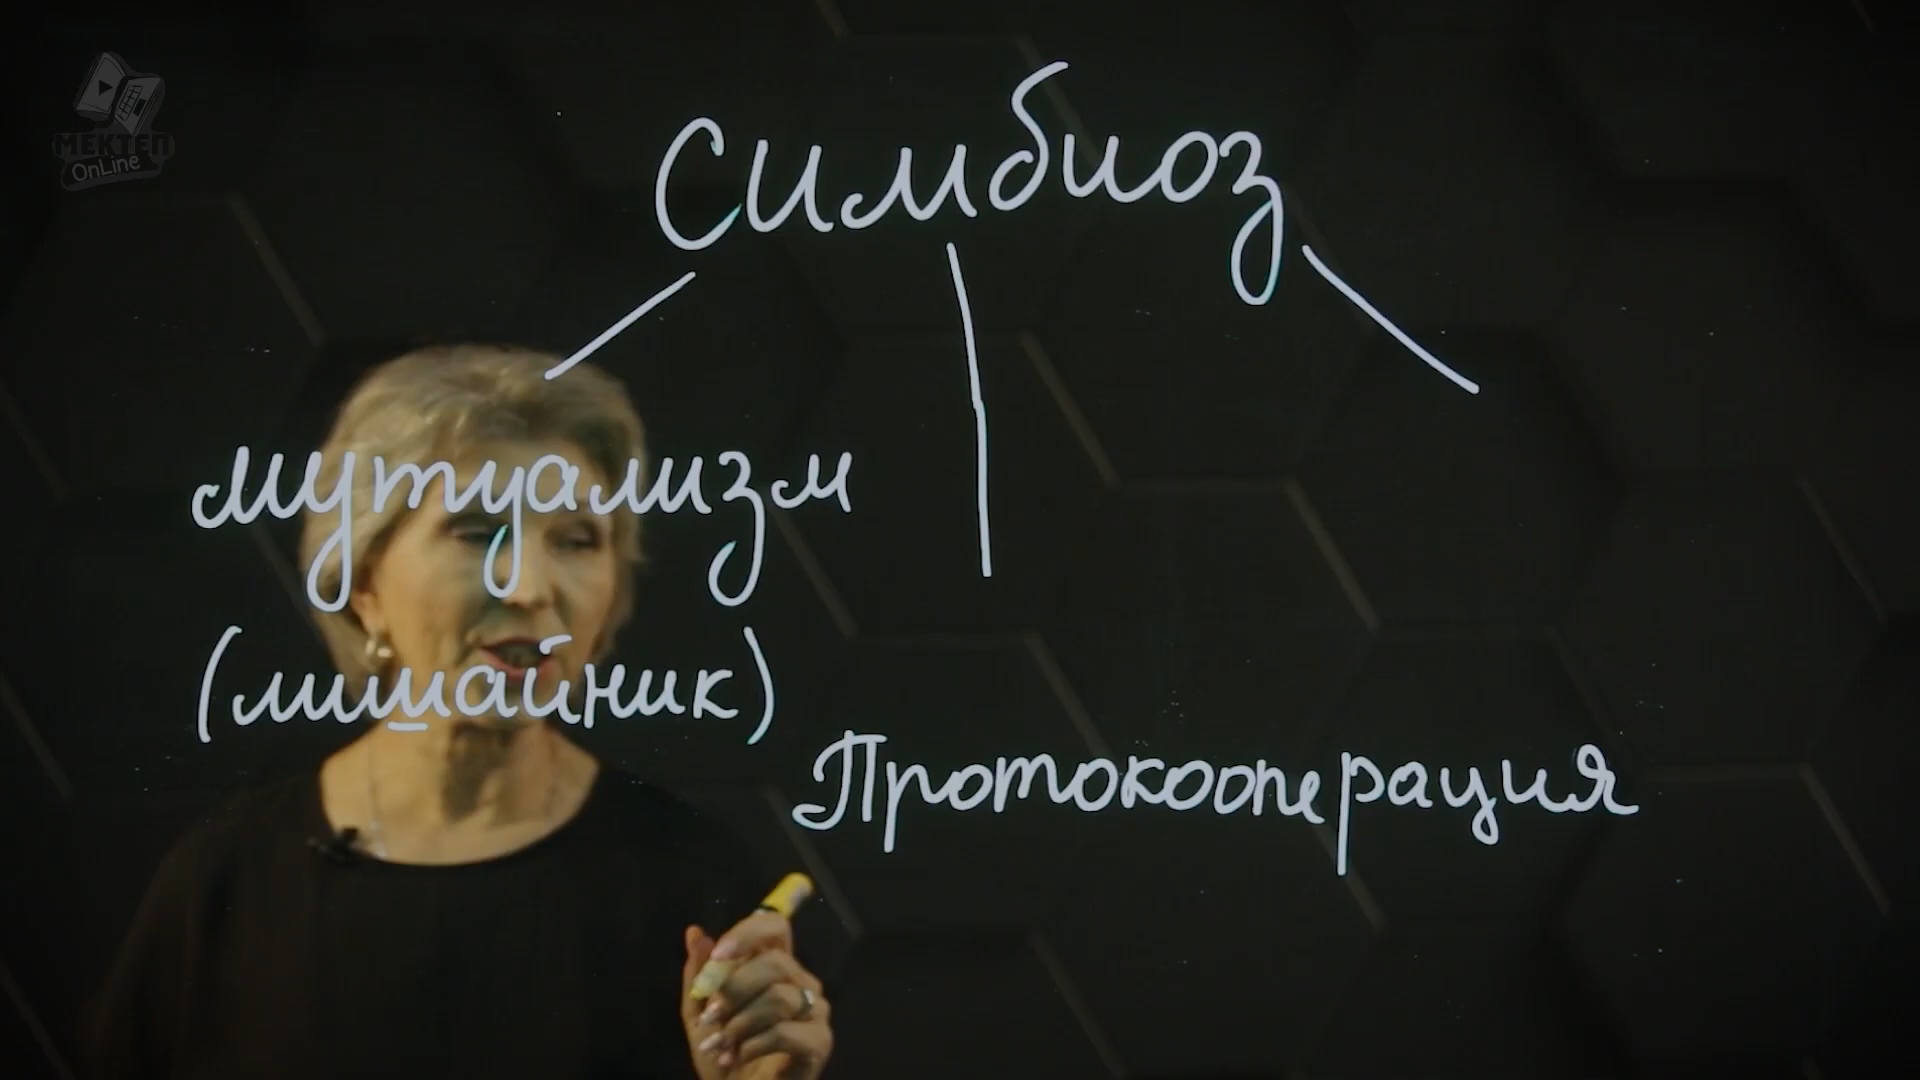 МЕКТЕП
OnLine
Симбиоз
мутуализм
(лишайник)
Протокооперация